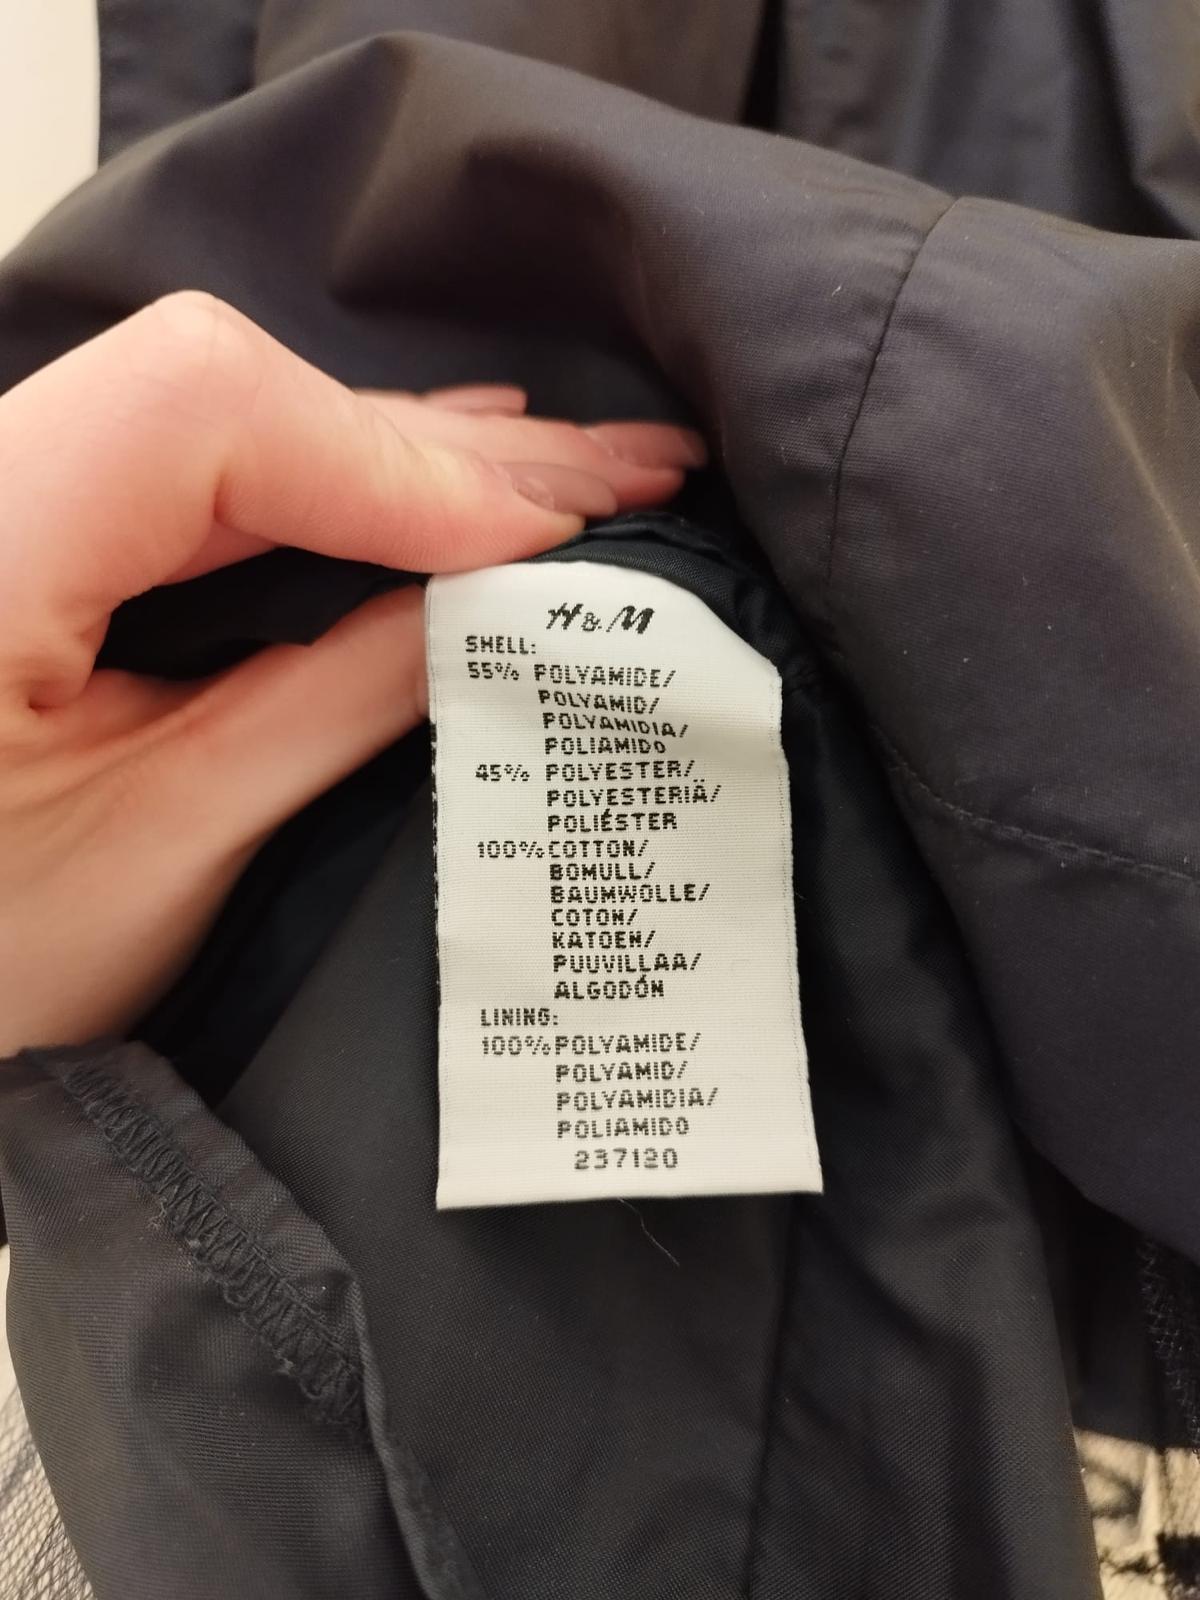 H&M
SHELL:
55% POLYAMIDE/
POLYAMID/
POLYAMIDIA/
POLIAMIDO
45% POLYESTER/
POLYESTERIÄ/
POLIÉSTER
100% COTTON/
BOMULL/
BAUMWOLLE/
COTON/
KATOEN/
PUUVILLAA/
ALGODÓN
LINING:
100% POLYAMIDE/
POLYAMID/
POLYAMIDIA/
POLIAMIDO
237120